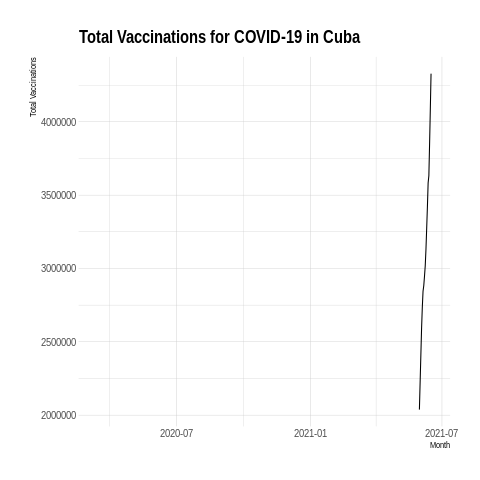 Total Vaccinations for COVID-19 in Cuba
Total Vaccinations
4000000
3500000
3000000
2500000
2000000
2020-07
2021-01
2021-07
Month